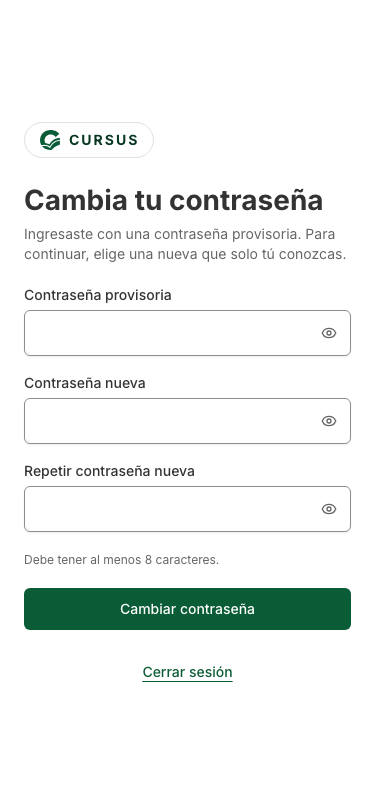 CURSUS
Cambia tu contraseña
Ingresaste con una contraseña provisoria. Para
continuar, elige una nueva que solo tú conozcas.
Contraseña provisoria
Contraseña nueva
Repetir contraseña nueva
Debe tener al menos 8 caracteres.
Cambiar contraseña
Cerrar sesión